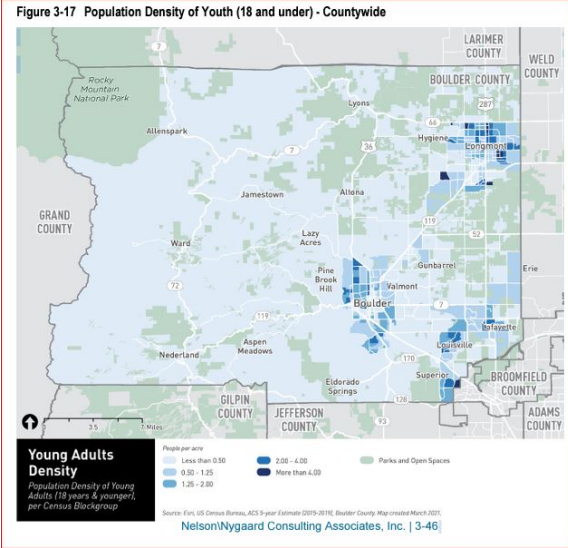 Figure 3-17 Population Density of Youth (18 and under) - Countywide
LARIMER
COUNTY
WELD
COUNTY
7
Rocky
Mountain
National Park
BOULDER COUNTY
287
Lyons
66
Allenspark
Hygiene
Longmont
36
7
Jamestown
Altona
GRAND
COUNTY
119
52
Lazy
Acres
Ward
Gunbarrel
Erie
Pine
Brook
Hill
Valmont
72
Boulder
7
119
Lafayette
Aspen
Meadows
Louisville
Nederland
170
Superior
Eldorado
Springs
BROOMFIELD
COUNTY
128
GILPIN
COUNTY
JEFFERSON
COUNTY
93
ADAMS
COUNTY
3.5 7 Miles
Young Adults
Density
Population Density of Young
Adults (18 years & younger),
per Census Blockgroup
People per acre
Less than 0.50
0.50 - 1.25
1.25 - 2.00
2.00 - 4.00
More than 4.00
Parks and Open Spaces
Source: Esri, US Census Bureau, ACS 5-year Estimate (2015-2019), Boulder County. Map created March 2021.
Nelson\Nygaard Consulting Associates, Inc. | 3-46